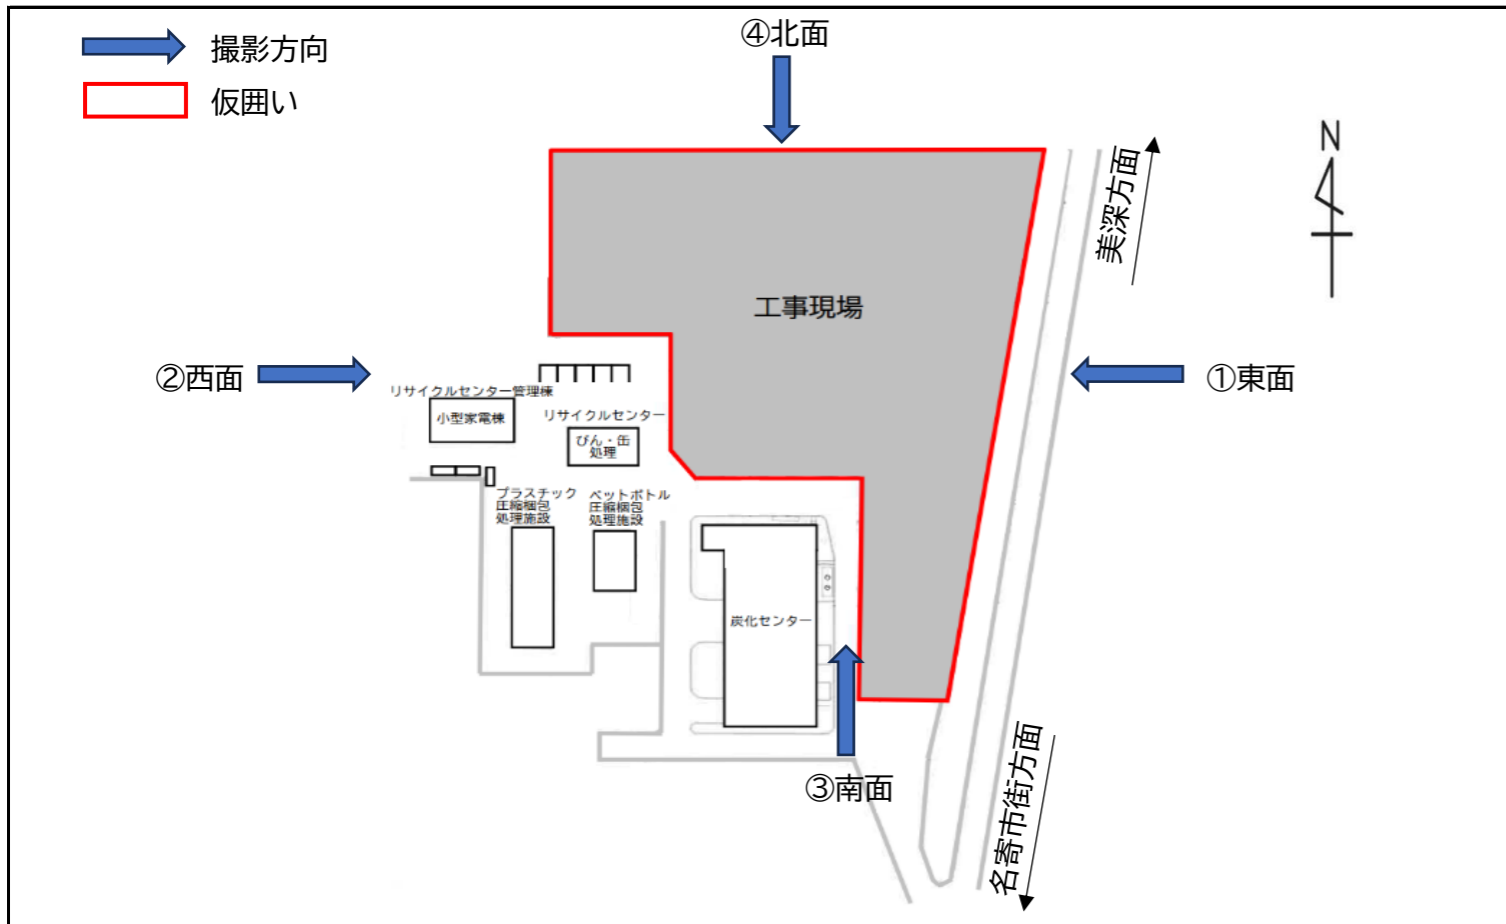 撮影方向
仮囲い
④北面
N
美深方面
工事現場
②西面
①東面
リサイクルセンター管理棟
小型家電棟
リサイクルセンター
びん・缶
処理
プラスチック
圧縮梱包
処理施設
ペットボトル
圧縮梱包
処理施設
炭化センター
③南面
名寄市街方面